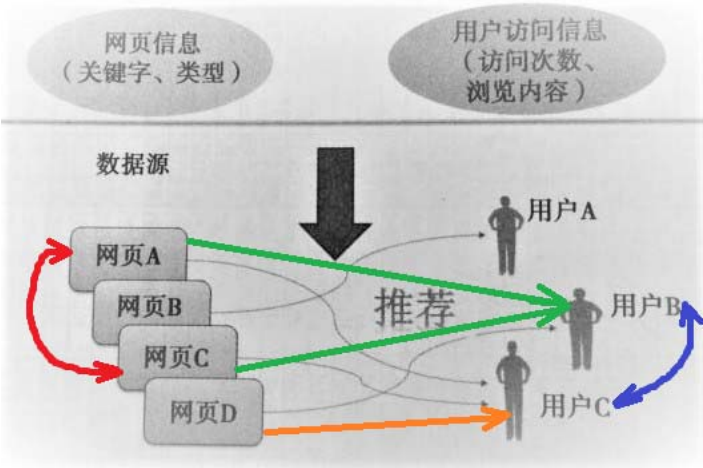 网页信息
（关键字、类型）
用户访问信息
（访问次数、
浏览内容）
数据源
网页A
网页B
网页C
网页D
推荐
用户A
用户B
用户C